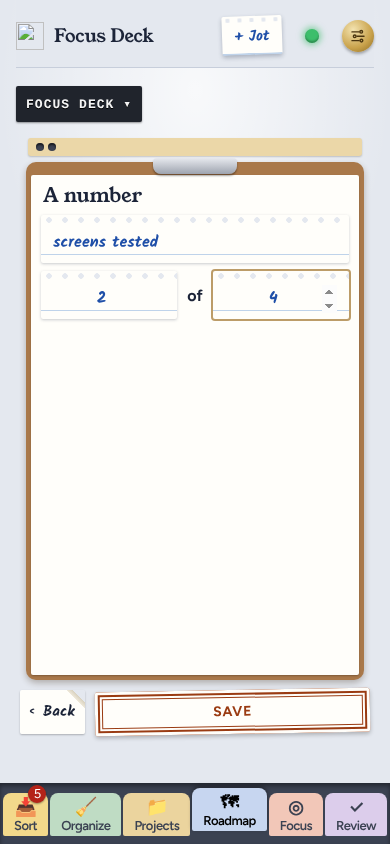 Focus Deck
+ Jot
FOCUS DECK ▾
A number
screens tested
2 of 4
‹ Back
SAVE
5
Sort
Organize
Projects
Roadmap
Focus
Review